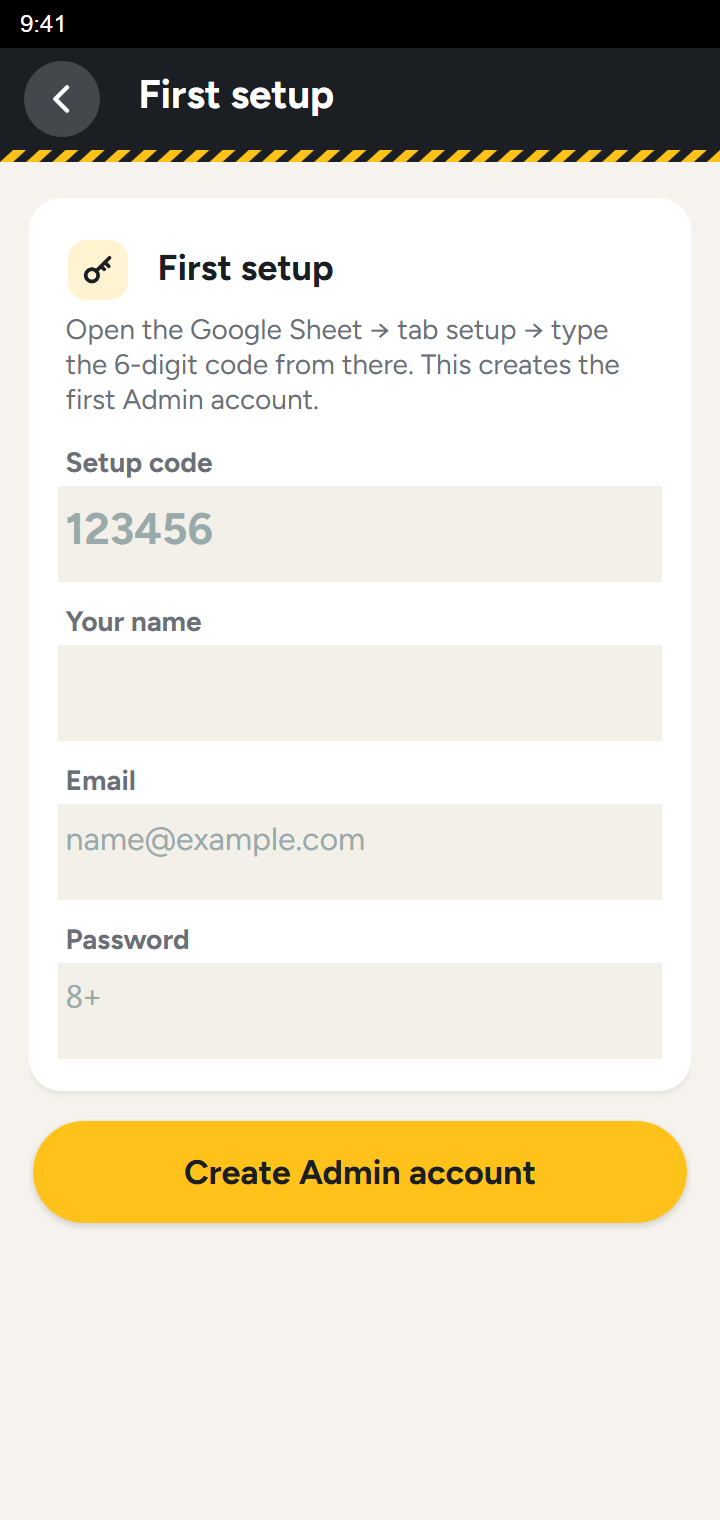 9:41
First setup
First setup
Open the Google Sheet → tab setup → type
the 6-digit code from there. This creates the
first Admin account.
Setup code
123456
Your name
Email
name@example.com
Password
8+
Create Admin account